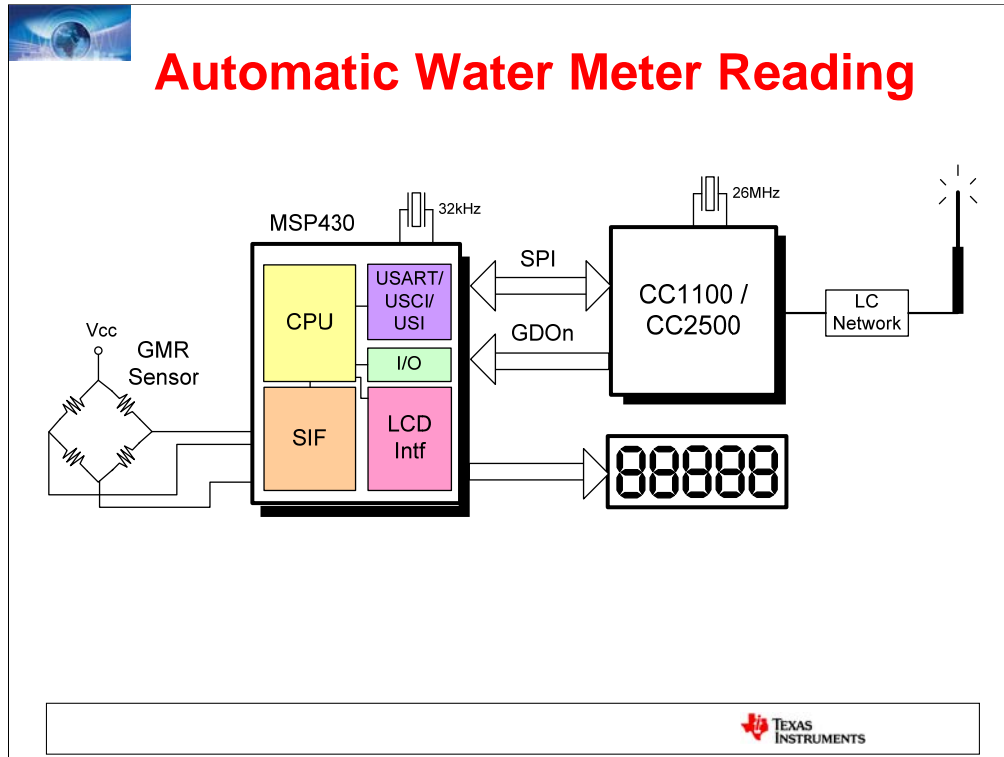 Automatic Water Meter Reading
MSP430
32kHz
26MHz
CPU
USART/
USCI/
USI
I/O
SIF
LCD
Intf
Vcc
GMR
Sensor
SPI
GDOn
CC1100 /
CC2500
LC
Network
88888
TEXAS
INSTRUMENTS